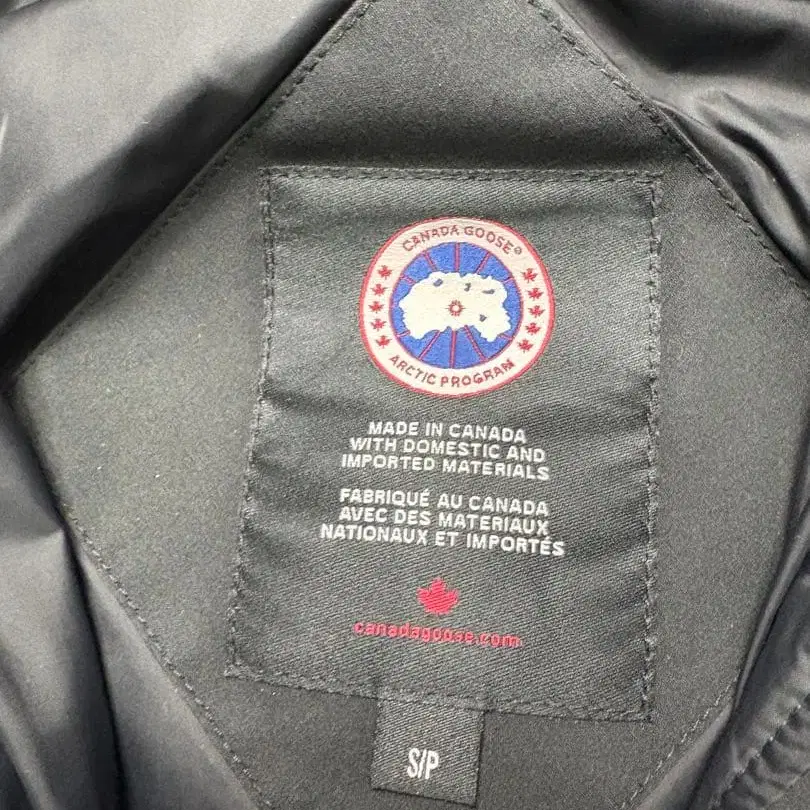 CANADA GOOSE®
ARCTIC PROGRAM
MADE IN CANADA
WITH DOMESTIC AND
IMPORTED MATERIALS
FABRIQUÉ AU CANADA
AVEC DES MATERIAUX
NATIONAUX ET IMPORTÉS
canadagoose.com
S/P